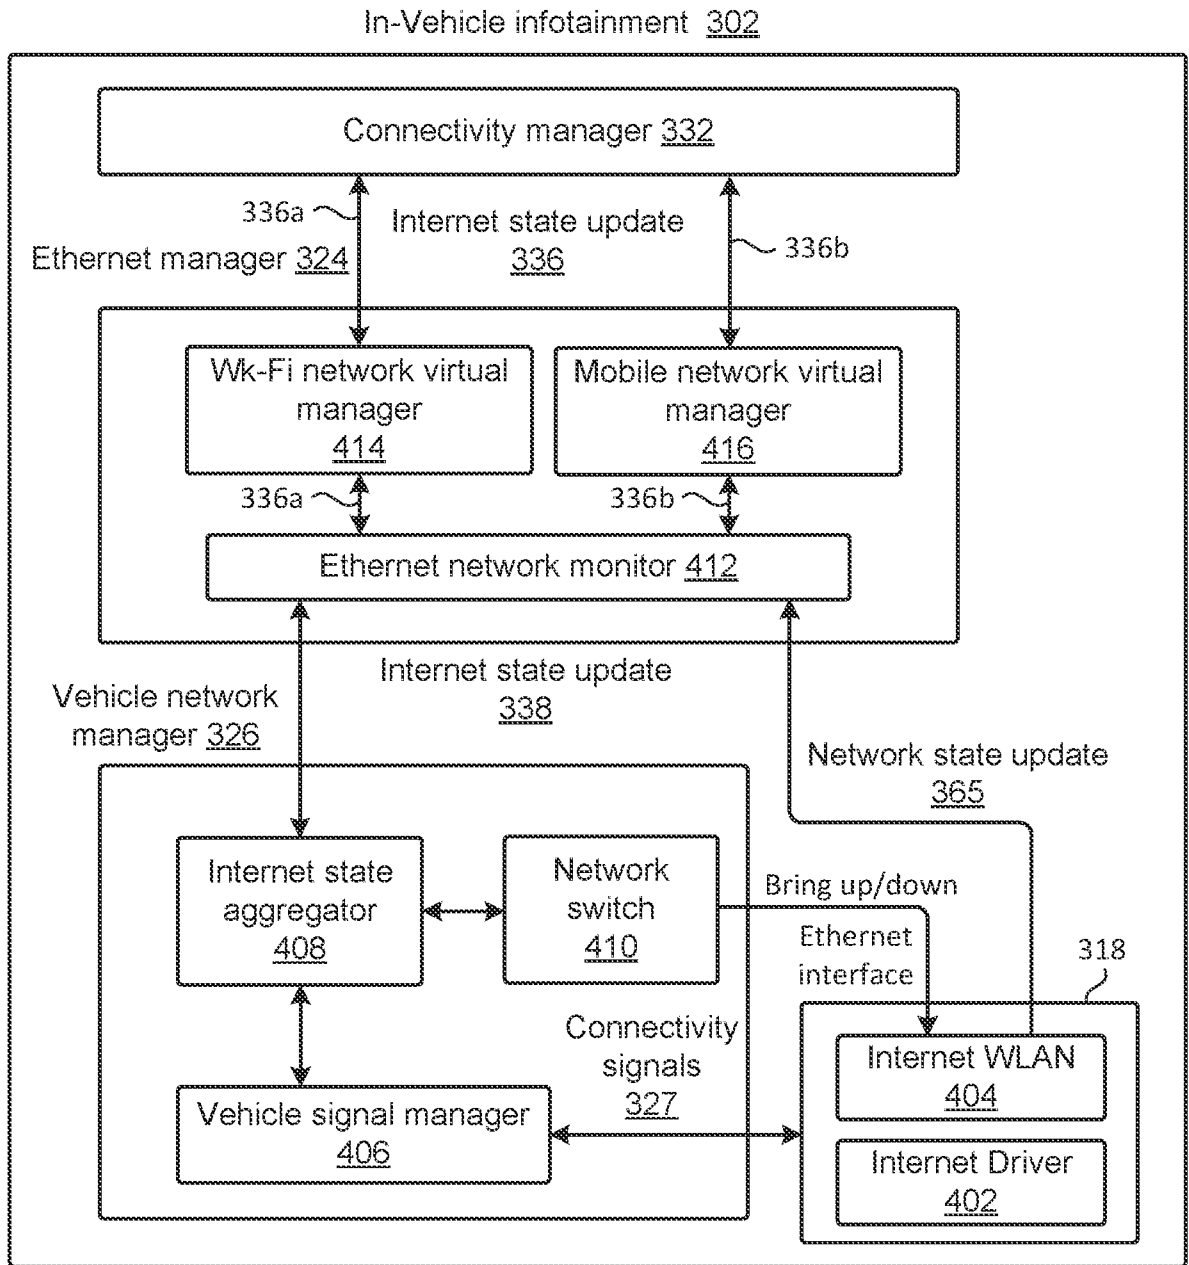 In-Vehicle infotainment 302
Connectivity manager 332
336a
Internet state update
336
336b
Ethernet manager 324
Wk-Fi network virtual
manager
414
Mobile network virtual
manager
416
336a
336b
Ethernet network monitor 412
Internet state update
338
Vehicle network
manager 326
Network state update
365
Internet state
aggregator
408
Network
switch
410
Bring up/down
Ethernet
interface
318
Connectivity
signals
327
Internet WLAN
404
Vehicle signal manager
406
Internet Driver
402